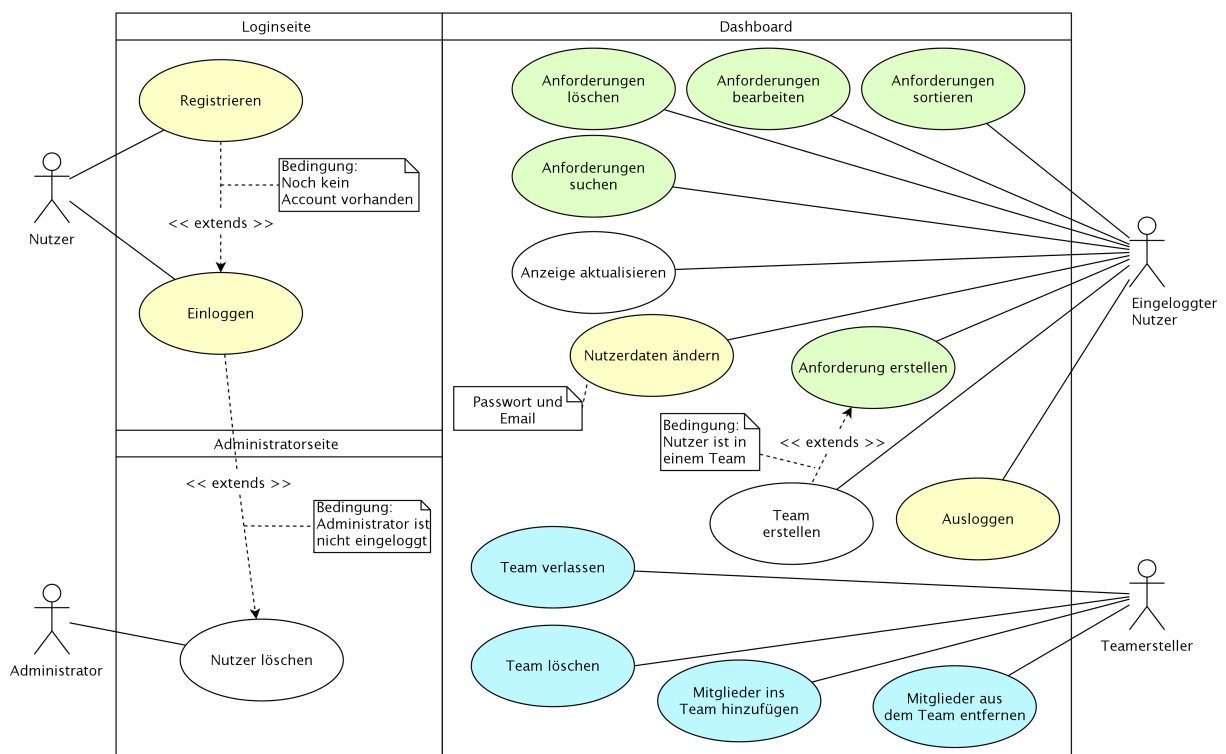 Loginseite
Dashboard
Registrieren
Bedingung:
Noch kein
Account vorhanden
<< extends >>
Nutzer
Einloggen
Administratorseite
<< extends >>
Bedingung:
Administrator ist
nicht eingeloggt
Administrator
Nutzer löschen
Anforderungen
löschen
Anforderungen
bearbeiten
Anforderungen
sortieren
Anforderungen
suchen
Anzeige aktualisieren
Eingeloggter
Nutzer
Nutzerdaten ändern
Anforderung erstellen
Passwort und
Email
Bedingung:
Nutzer ist in
einem Team
<< extends >>
Team
erstellen
Ausloggen
Team verlassen
Teamersteller
Team löschen
Mitglieder ins
Team hinzufügen
Mitglieder aus
dem Team entfernen